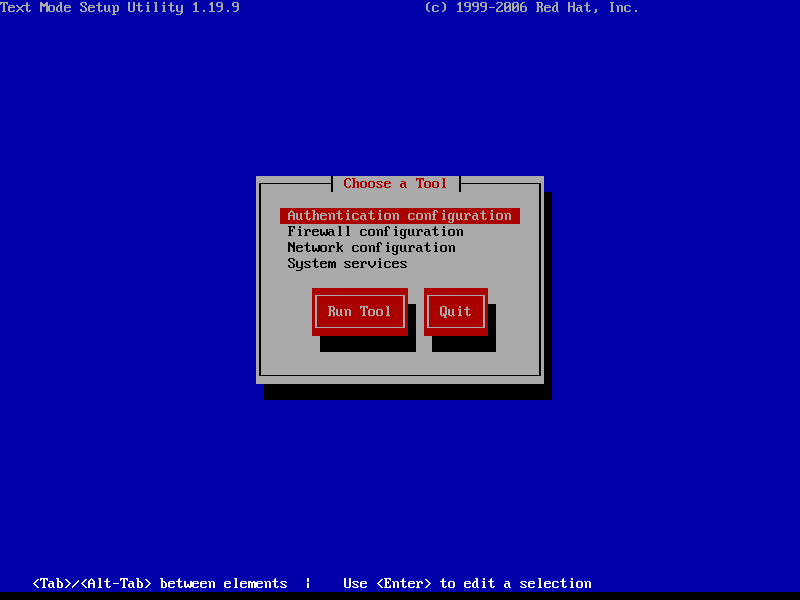 Text Mode Setup Utility 1.19.9 (c) 1999-2006 Red Hat, Inc.
Choose a Tool
Authentication configuration
Firewall configuration
Network configuration
System services
Run Tool Quit
<Tab>/<Alt-Tab> between elements | Use <Enter> to edit a selection